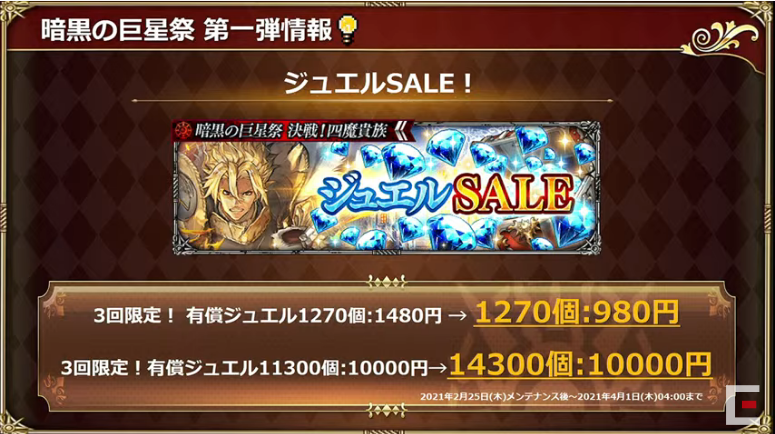 暗黒の巨星祭 第一弾情報
ジュエルSALE！
暗黒の巨星祭 決戦！四魔貴族
ジュエルSALE
3回限定！ 有償ジュエル1270個:1480円 → 1270個:980円
3回限定！有償ジュエル11300個:10000円→14300個:10000円
2021年2月25日(木)メンテナンス後～2021年4月1日(木)04:00まで